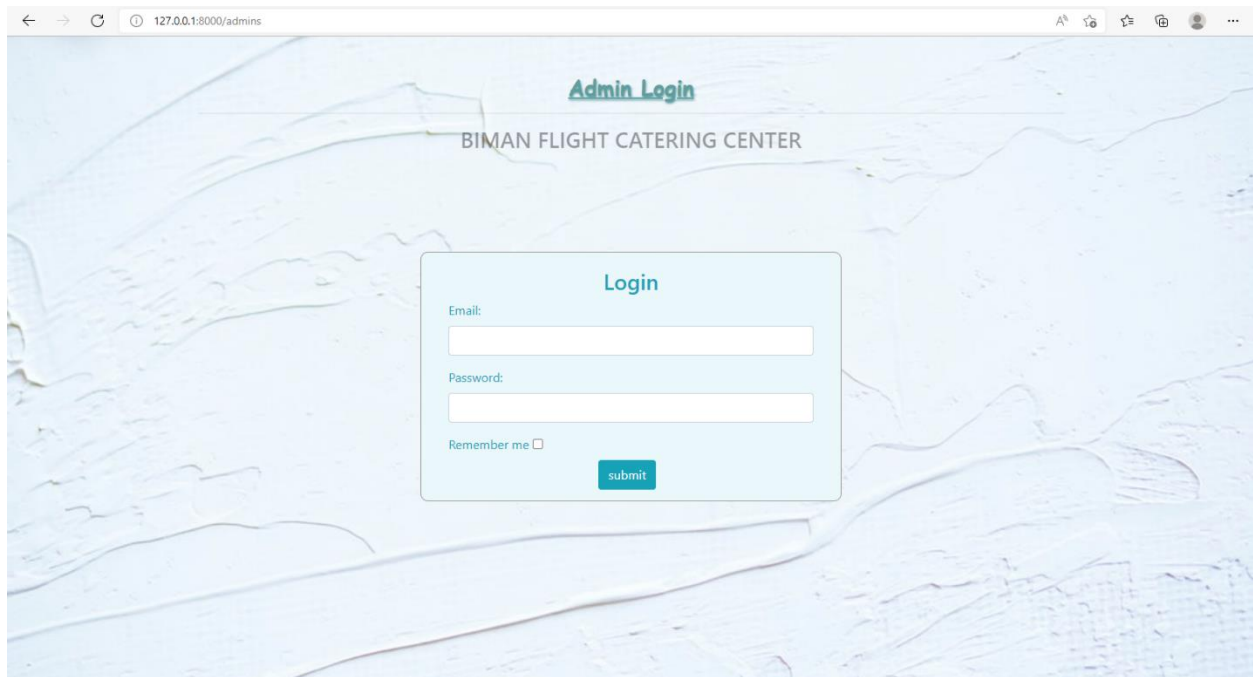 127.0.0.1:8000/admins
Admin Login
BIMAN FLIGHT CATERING CENTER
Login
Email:
Password:
Remember me
submit